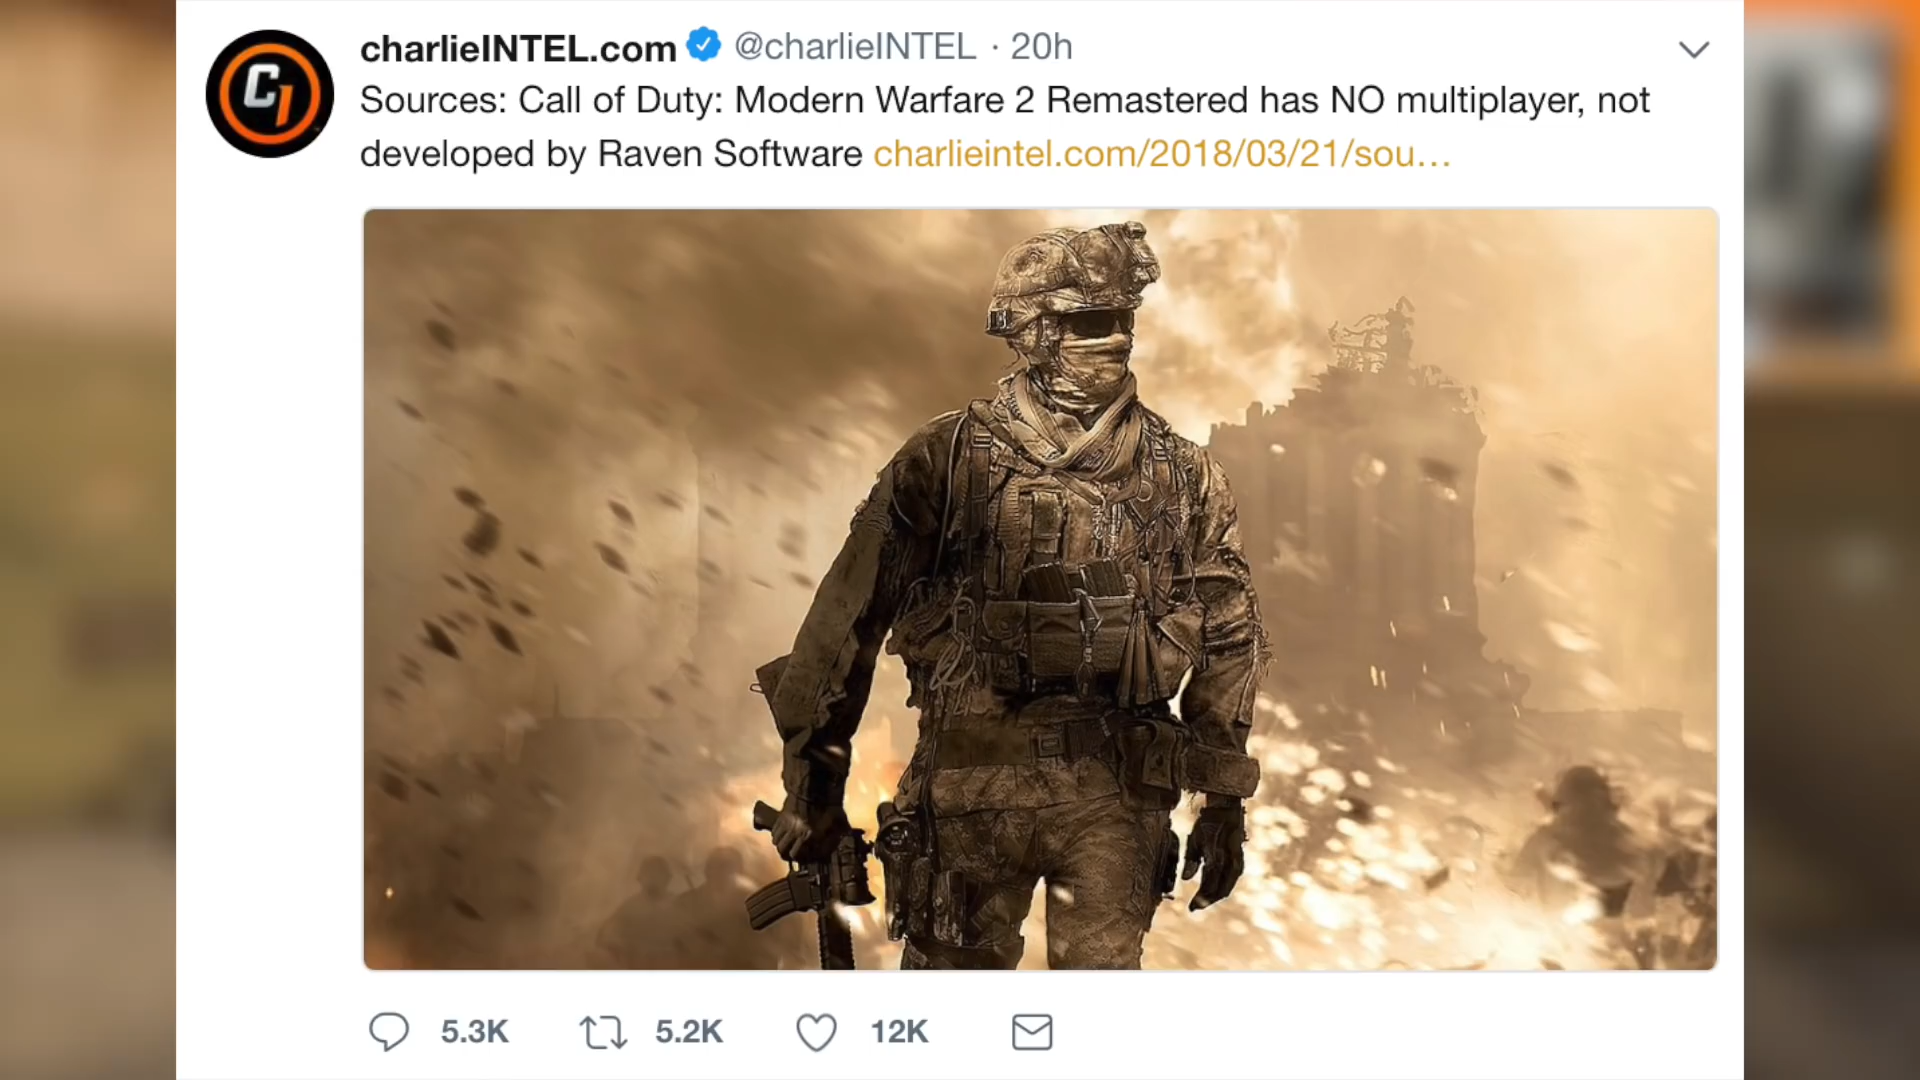 charlieINTEL.com @charlieINTEL · 20h
Sources: Call of Duty: Modern Warfare 2 Remastered has NO multiplayer, not
developed by Raven Software charlieintel.com/2018/03/21/sou…
CI
5.3K 5.2K 12K